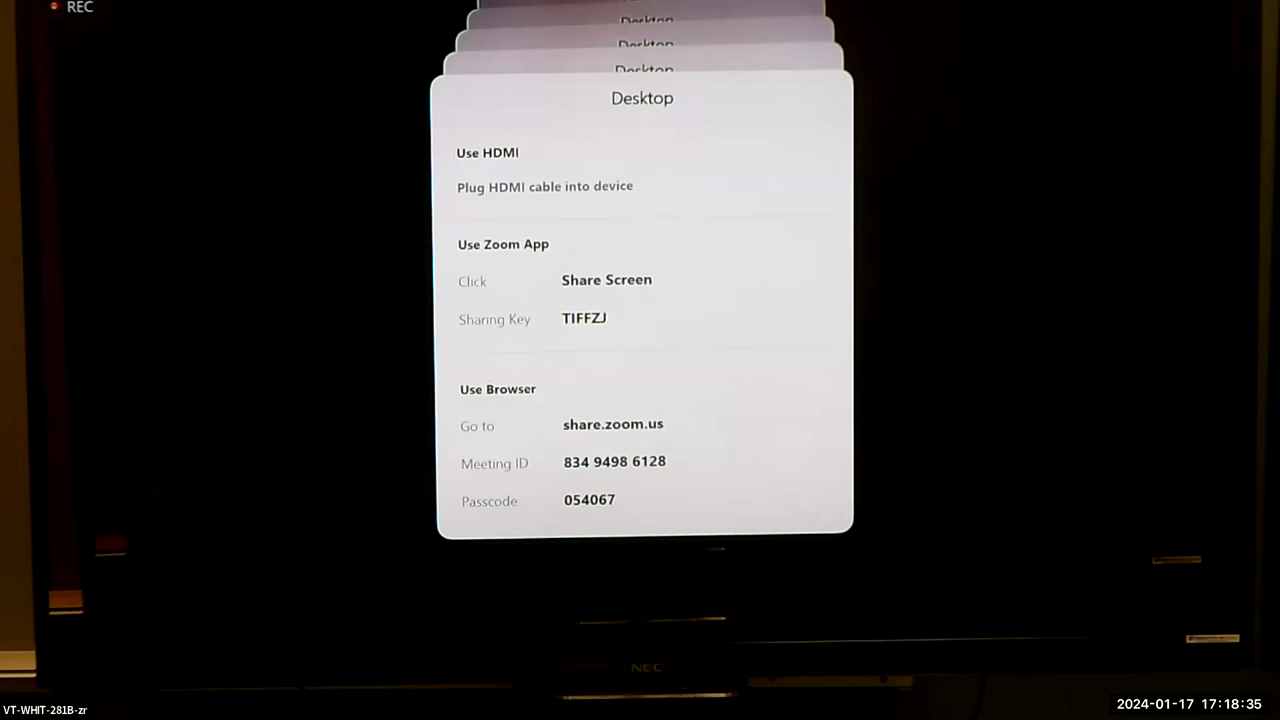 REC
Desktop
Desktop
Desktop
Desktop
Use HDMI
Plug HDMI cable into device
Use Zoom App
Click Share Screen
Sharing Key TIFFZJ
Use Browser
Go to share.zoom.us
Meeting ID 834 9498 6128
Passcode 054067
NEC
VT-WHIT-281B-zr
2024-01-17 17:18:35